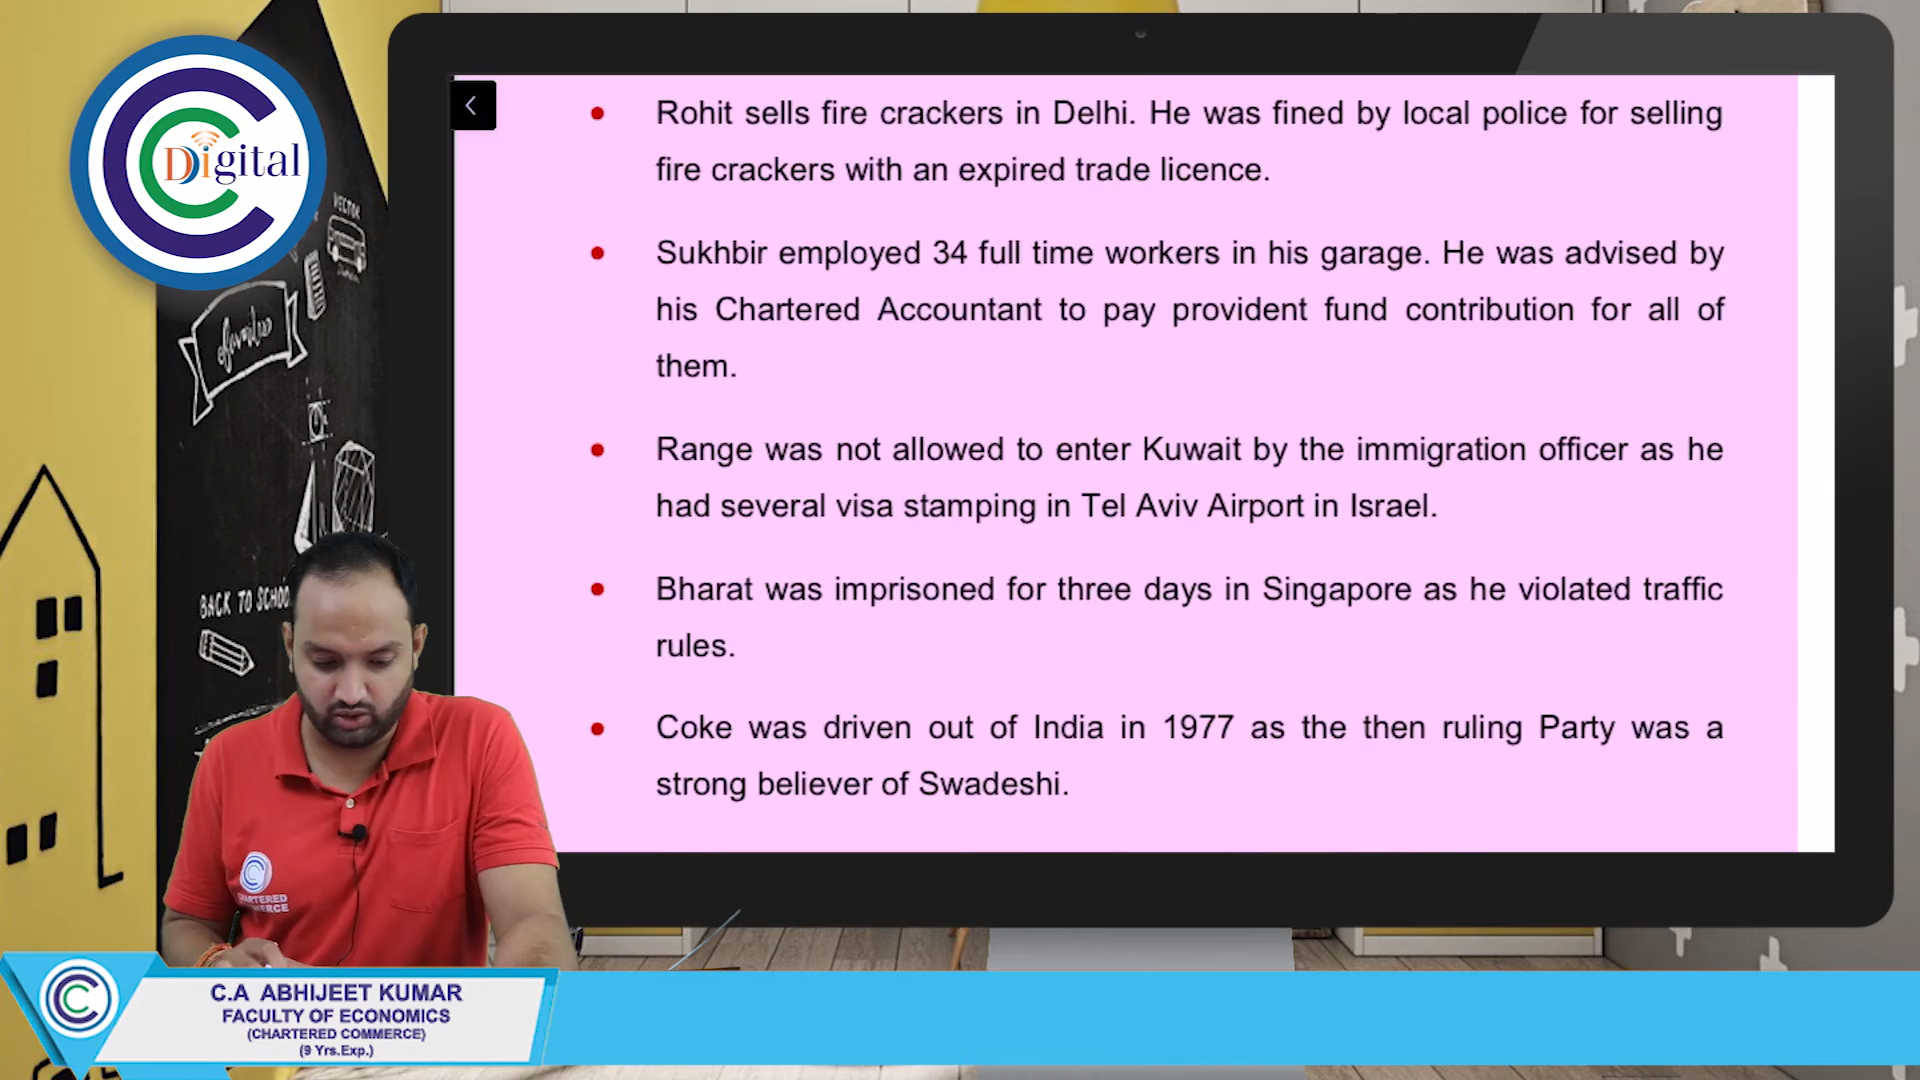 Digital
VECTOR
BACK TO SCHOO
Rohit sells fire crackers in Delhi. He was fined by local police for selling
fire crackers with an expired trade licence.
Sukhbir employed 34 full time workers in his garage. He was advised by
his Chartered Accountant to pay provident fund contribution for all of
them.
Range was not allowed to enter Kuwait by the immigration officer as he
had several visa stamping in Tel Aviv Airport in Israel.
Bharat was imprisoned for three days in Singapore as he violated traffic
rules.
Coke was driven out of India in 1977 as the then ruling Party was a
strong believer of Swadeshi.
C.A ABHIJEET KUMAR
FACULTY OF ECONOMICS
(CHARTERED COMMERCE)
(9 Yrs.Exp.)